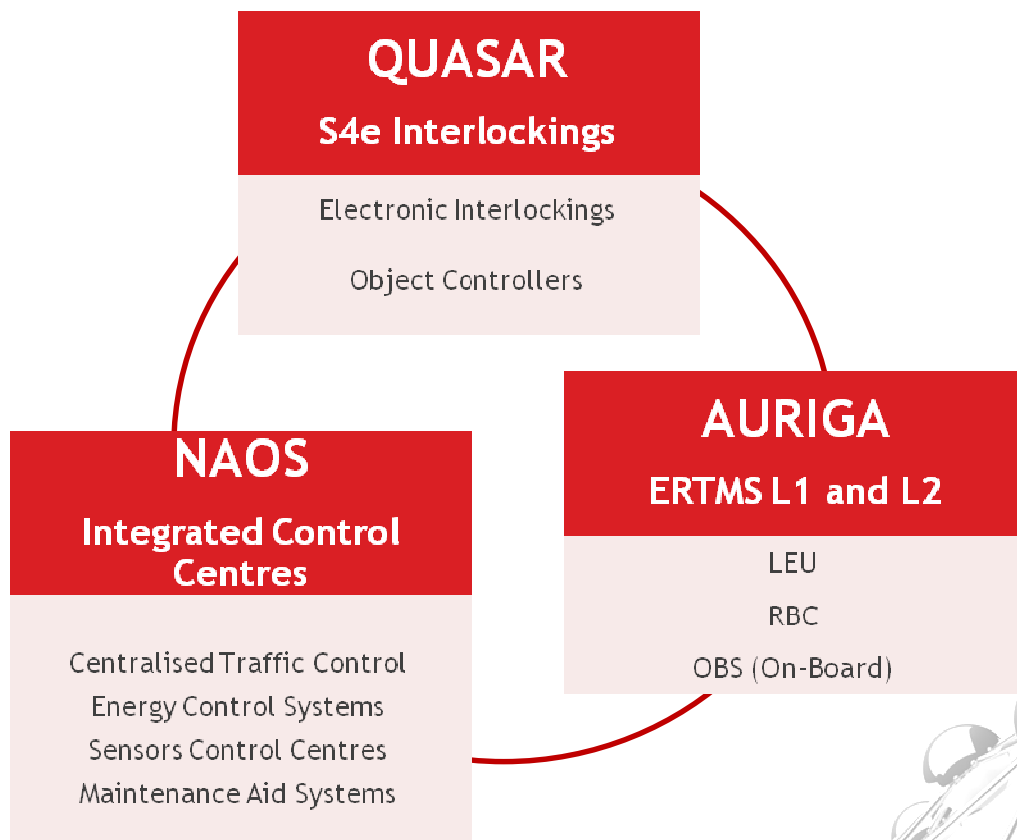 QUASAR
S4e Interlockings
Electronic Interlockings
Object Controllers
AURIGA
ERTMS L1 and L2
LEU
RBC
OBS (On-Board)
NAOS
Integrated Control
Centres
Centralised Traffic Control
Energy Control Systems
Sensors Control Centres
Maintenance Aid Systems